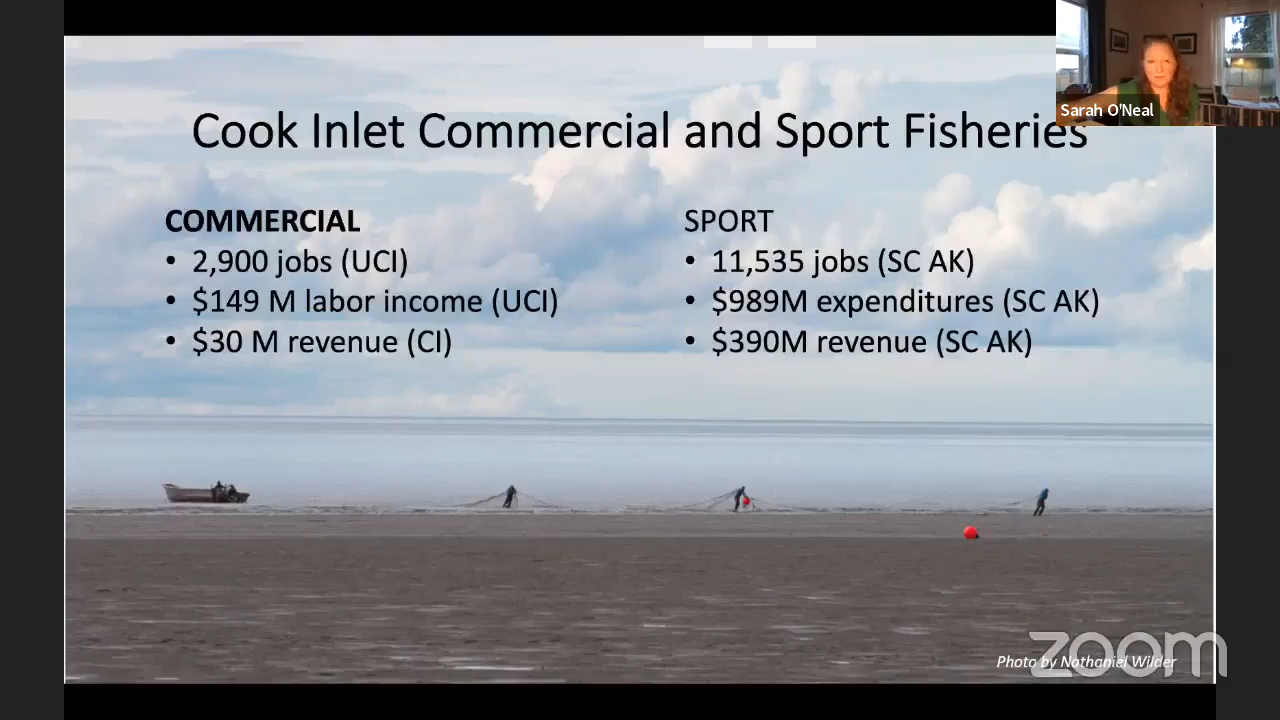 Sarah O'Neal
Cook Inlet Commercial and Sport Fisheries
COMMERCIAL
• 2,900 jobs (UCI)
• $149 M labor income (UCI)
• $30 M revenue (CI)
SPORT
• 11,535 jobs (SC AK)
• $989M expenditures (SC AK)
• $390M revenue (SC AK)
Photo by Nathaniel Wilder
zoom